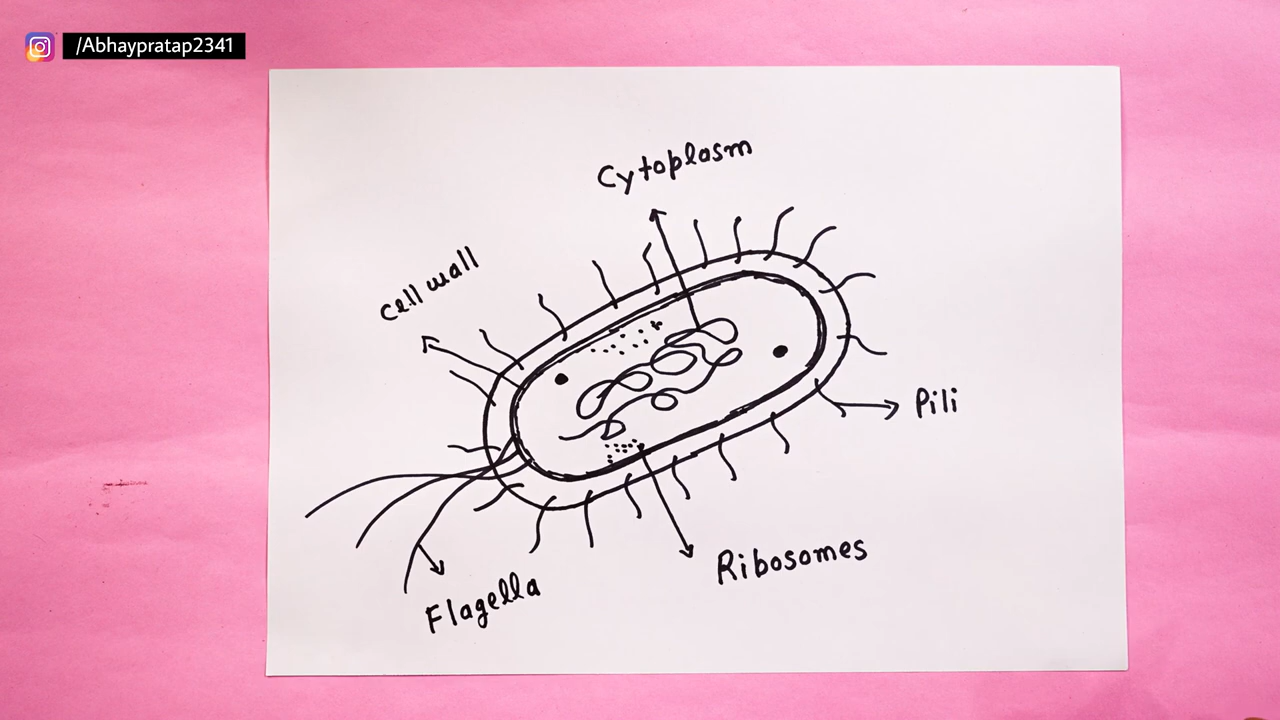 /Abhaypratap2341
Cytoplasm
cell wall
Pili
Ribosomes
Flagella